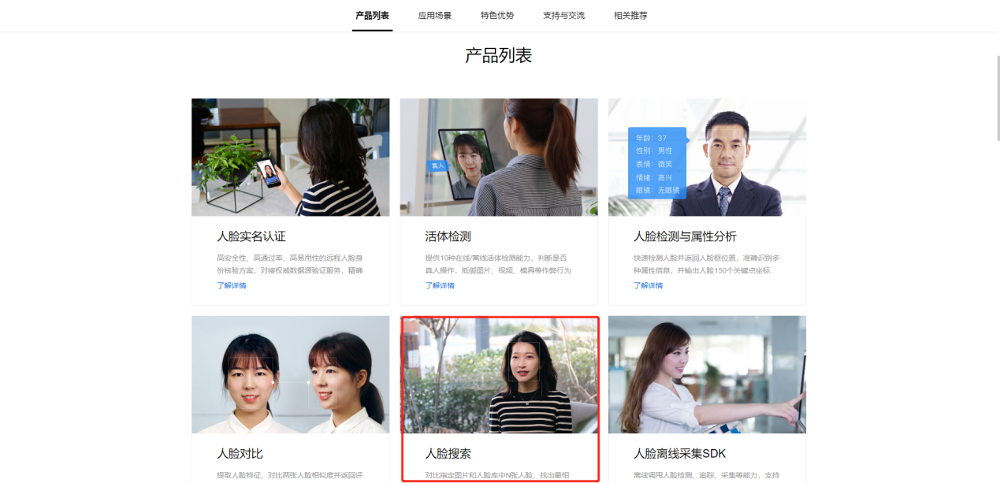 产品列表
应用场景
特色优势
支持与交流
相关推荐
产品列表
真人
年龄：37
性别：男性
表情：微笑
情绪：高兴
眼镜：无眼镜
人脸实名认证
高安全性、高通过率、高易用性的远程人脸身
份核验方案，对接权威数据源验证服务，精确
了解详情
活体检测
提供10种在线/离线活体检测能力，判断是否
真人操作，抵御图片、视频、模具等作弊行为
了解详情
人脸检测与属性分析
快速检测人脸并返回人脸框位置，准确识别多
种属性信息，并输出人脸150个关键点坐标
了解详情
人脸对比
提取人脸特征，对比两张人脸相似度并返回评
人脸搜索
对比指定图片和人脸库中N张人脸，找出最相
人脸离线采集SDK
离线调用人脸检测、追踪、采集等能力，支持